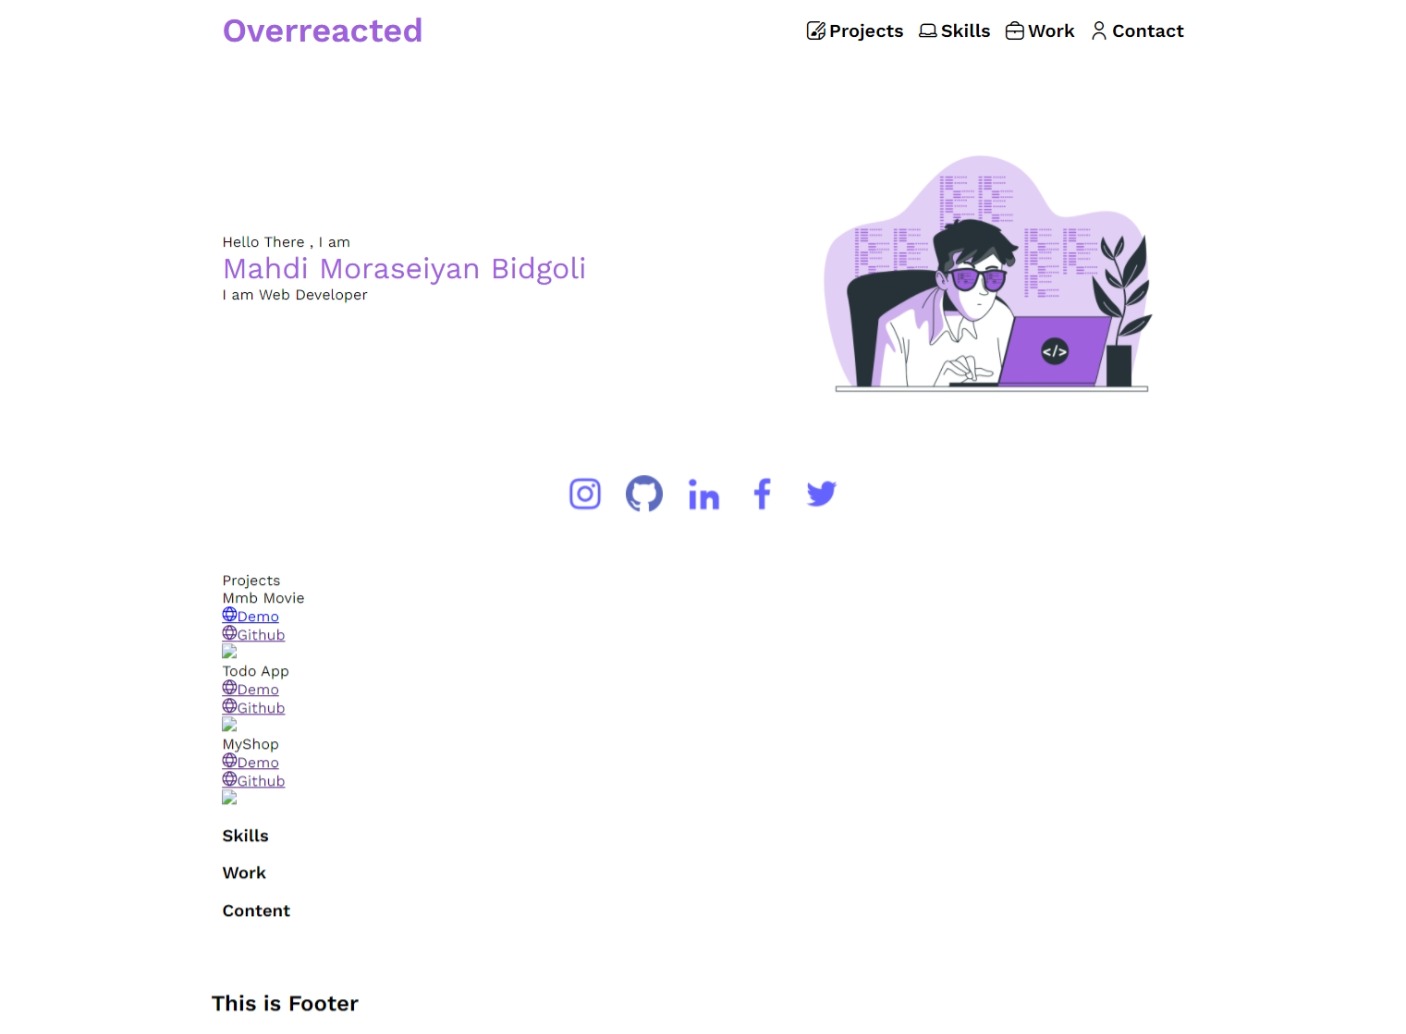 Overreacted
Projects Skills Work Contact
Hello There , I am
Mahdi Moraseiyan Bidgoli
I am Web Developer
</>
Projects
Mmb Movie
Demo
Github
Todo App
Demo
Github
MyShop
Demo
Github
Skills
Work
Content
This is Footer